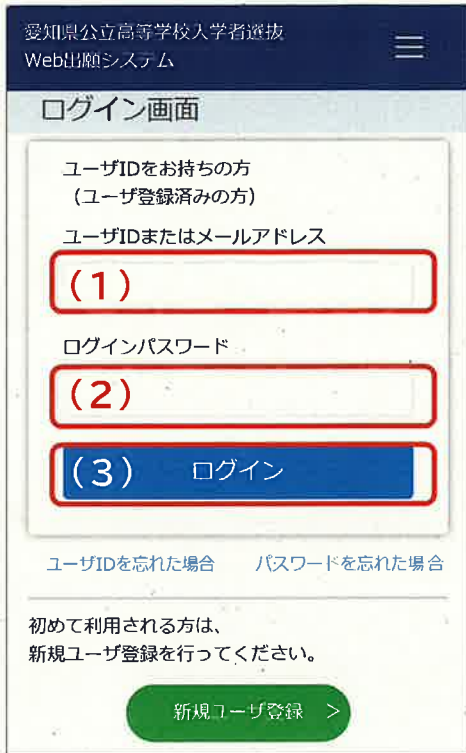 愛知県公立高等学校入学者選抜
Web出願システム
ログイン画面
ユーザIDをお持ちの方
（ユーザ登録済みの方）
ユーザIDまたはメールアドレス
(1)
ログインパスワード
(2)
(3) ログイン
ユーザIDを忘れた場合 パスワードを忘れた場合
初めて利用される方は、
新規ユーザ登録を行ってください。
新規ユーザ登録 >